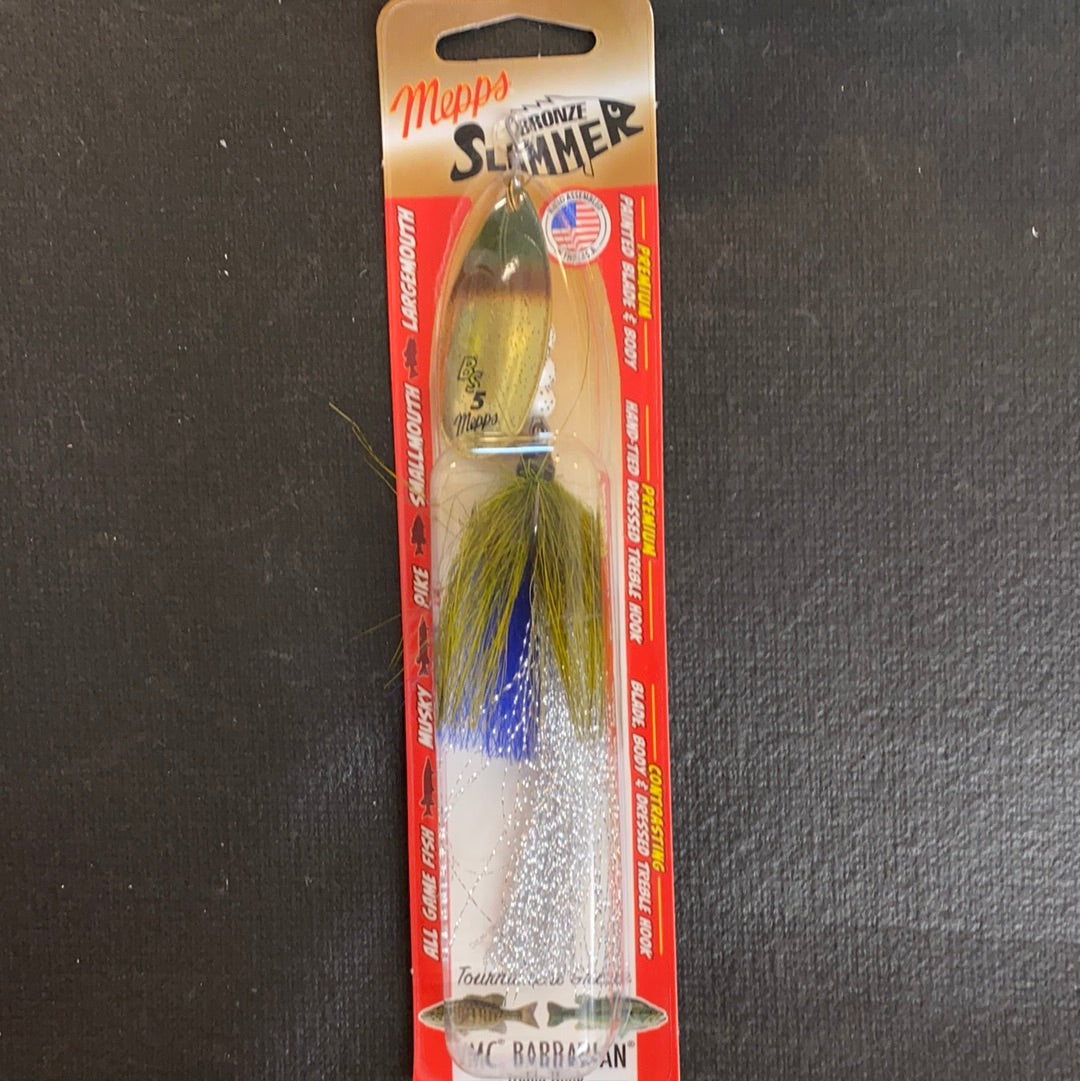 Mepps
BRONZE
SLAMMER
LARGEMOUTH
SMALLMOUTH
PIKE
MUSKY
ALL GAME FISH
PREMIUM
PAINTED BLADE & BODY
PREMIUM
HAND-TIED DRESSED TREBLE HOOK
CONTRASTING
BLADE, BODY & DRESSED TREBLE HOOK
BS
5
Mepps
BARBARIAN®